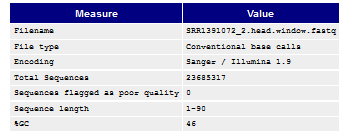 Measure Value
Filename SRR1391072_2.head.window.fastq
File type Conventional base calls
Encoding Sanger / Illumina 1.9
Total Sequences 23685317
Sequences flagged as poor quality 0
Sequence length 1-90
%GC 46